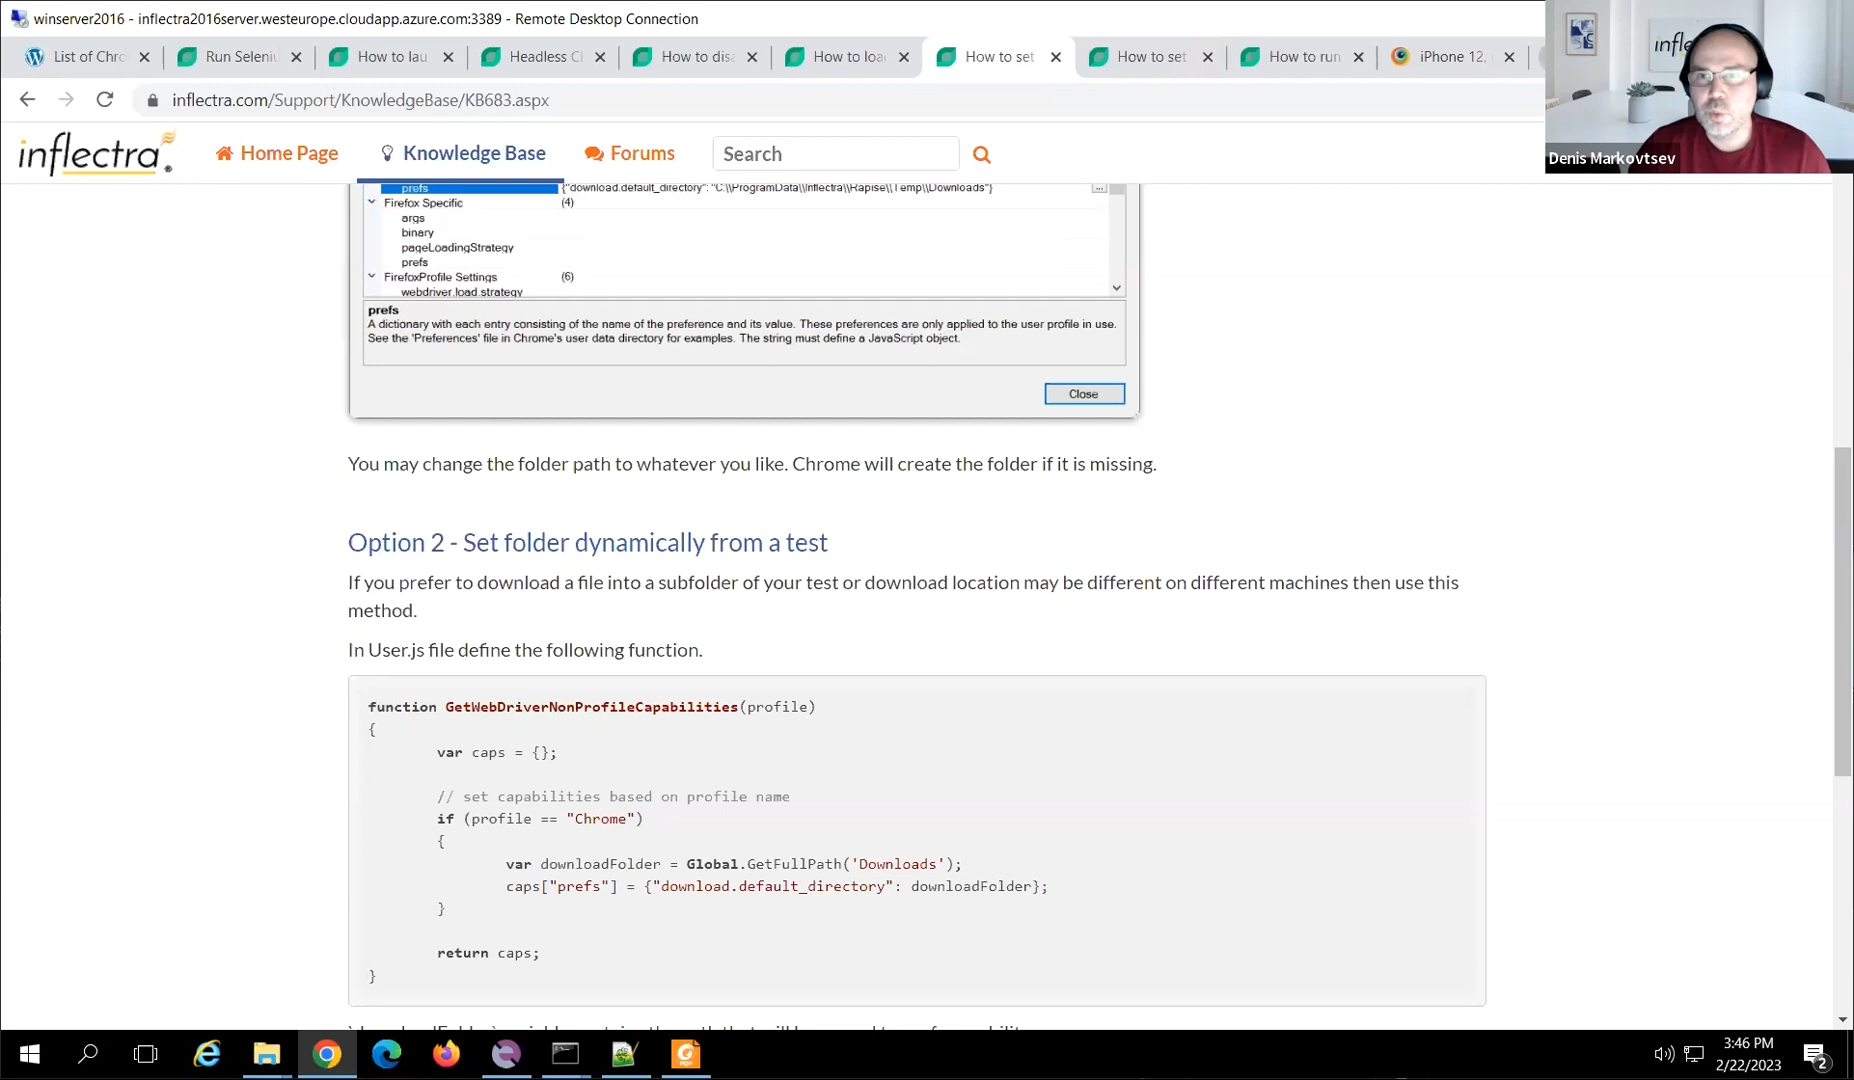 winserver2016 - inflectra2016server.westeurope.cloudapp.azure.com:3389 - Remote Desktop Connection
List of Chro
Run Seleniu
How to lau
Headless Cl
How to disa
How to loa
How to set
How to set
How to run
iPhone 12,
inflectra.com/Support/KnowledgeBase/KB683.aspx
Denis Markovtsev
inflectra
Home Page
Knowledge Base
Forums
Search
prefs {"download.default_directory": "C:\\ProgramData\\Inflectra\\Rapise\\Temp\\Downloads"} ...
Firefox Specific (4)
args
binary
pageLoadingStrategy
prefs
FirefoxProfile Settings (6)
webdriver.load.strategy
prefs
A dictionary with each entry consisting of the name of the preference and its value. These preferences are only applied to the user profile in use.
See the 'Preferences' file in Chrome's user data directory for examples. The string must define a JavaScript object.
Close
You may change the folder path to whatever you like. Chrome will create the folder if it is missing.
Option 2 - Set folder dynamically from a test
If you prefer to download a file into a subfolder of your test or download location may be different on different machines then use this
method.
In User.js file define the following function.
function GetWebDriverNonProfileCapabilities(profile)
{
var caps = {};
// set capabilities based on profile name
if (profile == "Chrome")
{
var downloadFolder = Global.GetFullPath('Downloads');
caps["prefs"] = {"download.default_directory": downloadFolder};
}
return caps;
}
3:46 PM
2/22/2023
2